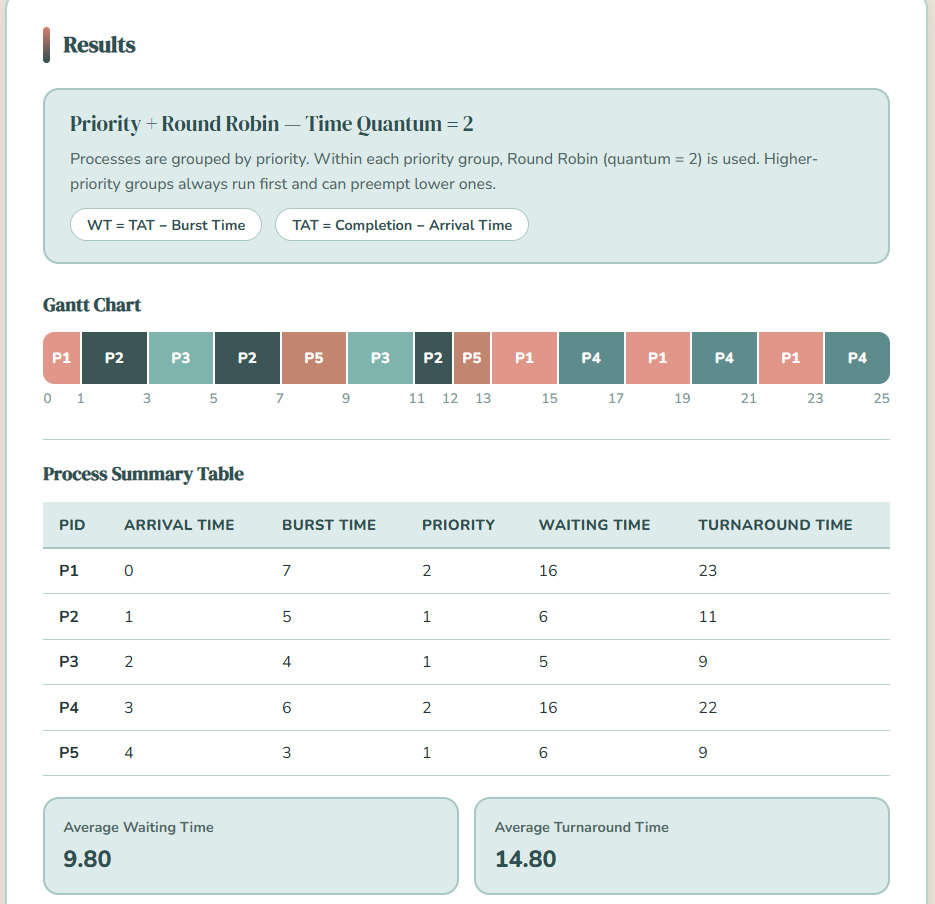 Results
Priority + Round Robin — Time Quantum = 2
Processes are grouped by priority. Within each priority group, Round Robin (quantum = 2) is used. Higher-
priority groups always run first and can preempt lower ones.
WT = TAT − Burst Time TAT = Completion − Arrival Time
Gantt Chart
P1 P2 P3 P2 P5 P3 P2 P5 P1 P4 P1 P4 P1 P4
0 1 3 5 7 9 11 12 13 15 17 19 21 23 25
Process Summary Table
PID ARRIVAL TIME BURST TIME PRIORITY WAITING TIME TURNAROUND TIME
P1 0 7 2 16 23
P2 1 5 1 6 11
P3 2 4 1 5 9
P4 3 6 2 16 22
P5 4 3 1 6 9
Average Waiting Time Average Turnaround Time
9.80 14.80